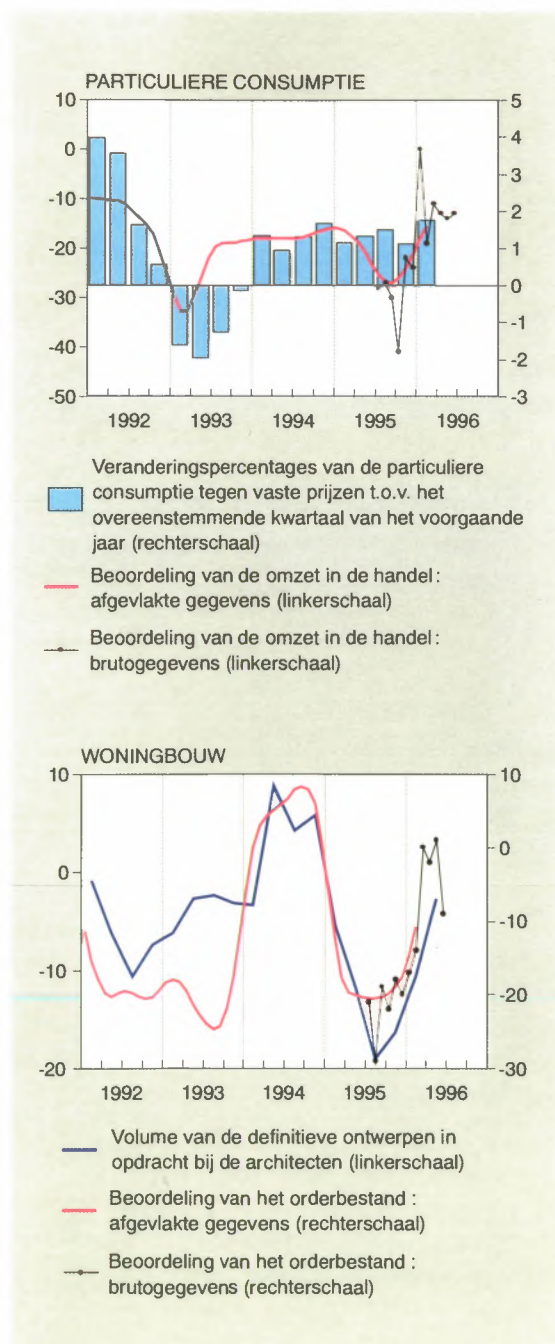 PARTICULIERE CONSUMPTIE
10 5
0 4
-10 3
-20 2
-30 1
-40 0
-50 -1
-2
-3
1992 1993 1994 1995 1996
Veranderingspercentages van de particuliere
consumptie tegen vaste prijzen t.o.v. het
overeenstemmende kwartaal van het voorgaande
jaar (rechterschaal)
Beoordeling van de omzet in de handel :
afgevlakte gegevens (linkerschaal)
Beoordeling van de omzet in de handel :
brutogegevens (linkerschaal)
WONINGBOUW
10 10
0 0
-10 -10
-20 -20
-30
1992 1993 1994 1995 1996
Volume van de definitieve ontwerpen in
opdracht bij de architecten (linkerschaal)
Beoordeling van het orderbestand :
afgevlakte gegevens (rechterschaal)
Beoordeling van het orderbestand :
brutogegevens (rechterschaal)